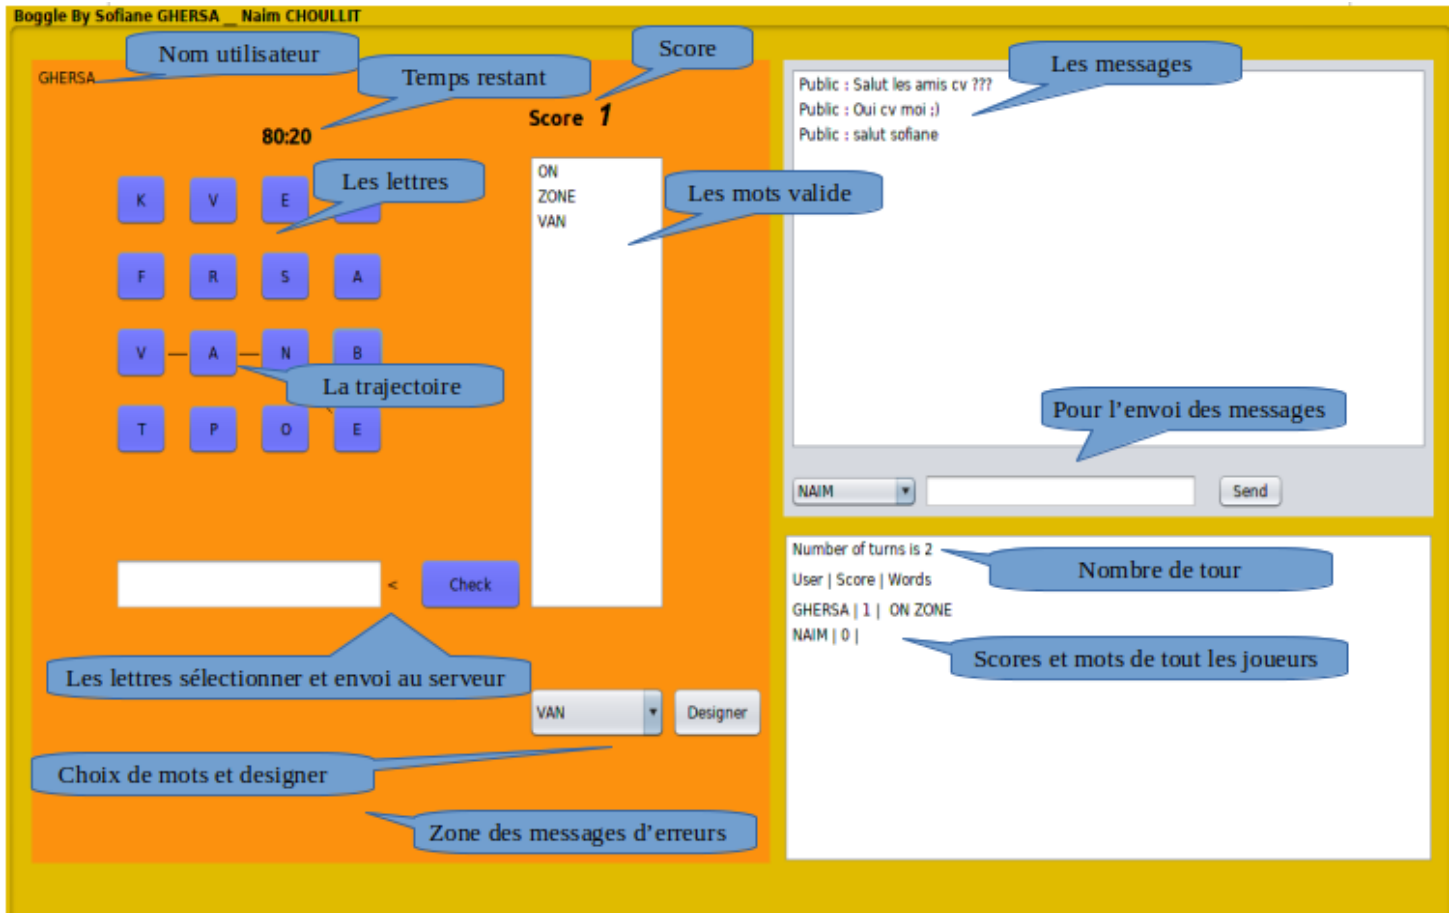 Boggle By Sofiane GHERSA _ Naim CHOULLIT
Nom utilisateur
GHERSA
Temps restant
80:20
Score
Score 1
Les lettres
K V E
F R S A
V A N B
T P O E
La trajectoire
ON
ZONE
VAN
Les mots valide
< Check
Les lettres sélectionner et envoi au serveur
VAN Designer
Choix de mots et designer
Zone des messages d'erreurs
Les messages
Public : Salut les amis cv ???
Public : Oui cv moi ;)
Public : salut sofiane
Pour l'envoi des messages
NAIM Send
Number of turns is 2
Nombre de tour
User | Score | Words
GHERSA | 1 | ON ZONE
NAIM | 0 |
Scores et mots de tout les joueurs